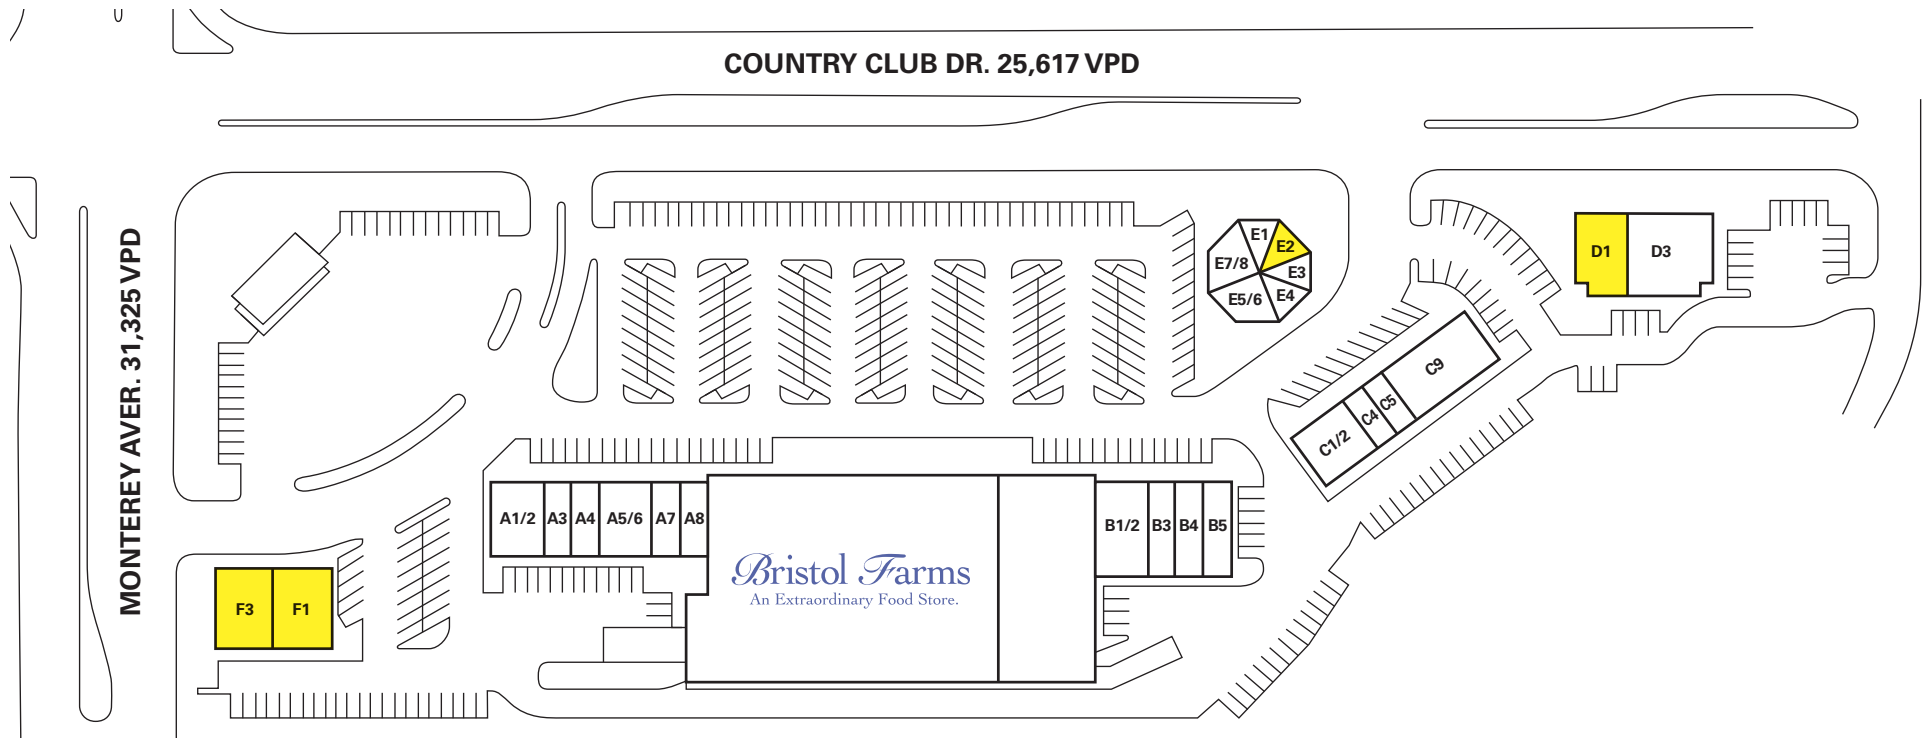 COUNTRY CLUB DR. 25,617 VPD
MONTEREY AVER. 31,325 VPD
E1
E2
E7/8
E3
E5/6
E4
D1
D3
C9
C5
C4
C1/2
A1/2
A3
A4
A5/6
A7
A8
B1/2
B3
B4
B5
Bristol Farms
An Extraordinary Food Store.
F3
F1